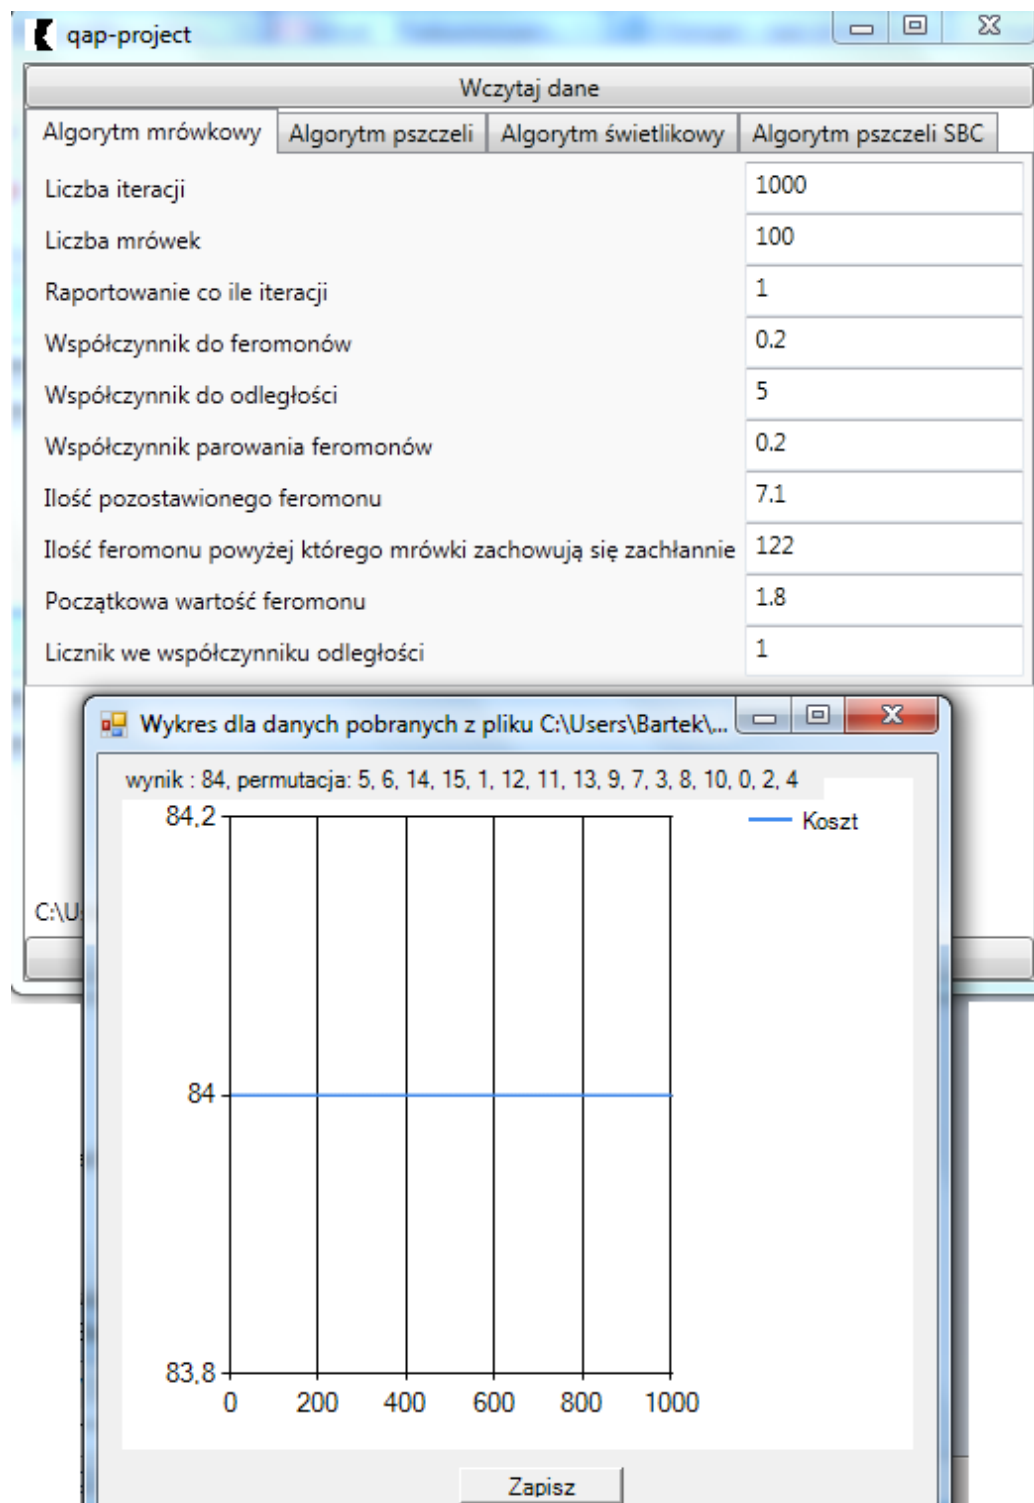 qap-project
Wczytaj dane
Algorytm mrówkowy Algorytm pszczeli Algorytm świetlikowy Algorytm pszczeli SBC
Liczba iteracji 1000
Liczba mrówek 100
Raportowanie co ile iteracji 1
Współczynnik do feromonów 0.2
Współczynnik do odległości 5
Współczynnik parowania feromonów 0.2
Ilość pozostawionego feromonu 7.1
Ilość feromonu powyżej którego mrówki zachowują się zachłannie 122
Początkowa wartość feromonu 1.8
Licznik we współczynniku odległości 1
Wykres dla danych pobranych z pliku C:\Users\Bartek\...
wynik : 84, permutacja: 5, 6, 14, 15, 1, 12, 11, 13, 9, 7, 3, 8, 10, 0, 2, 4
84,2
Koszt
84
83,8
0 200 400 600 800 1000
C:\U
Zapisz